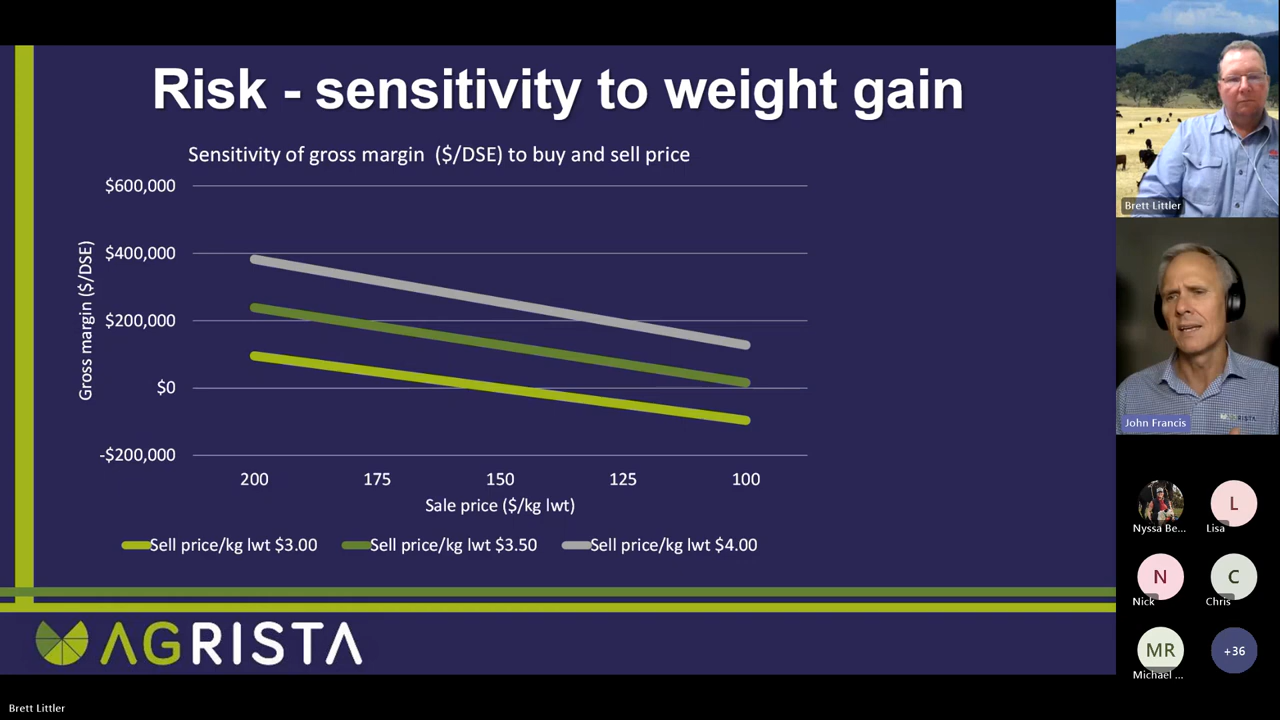 Risk - sensitivity to weight gain
Sensitivity of gross margin ($/DSE) to buy and sell price
Gross margin ($/DSE)
$600,000
$400,000
$200,000
$0
-$200,000
200 175 150 125 100
Sale price ($/kg lwt)
Sell price/kg lwt $3.00 Sell price/kg lwt $3.50 Sell price/kg lwt $4.00
AGRISTA
Brett Littler
Brett Littler
John Francis
Nyssa Be...
L
Lisa
N
Nick
C
Chris
MR
Michael ...
+36